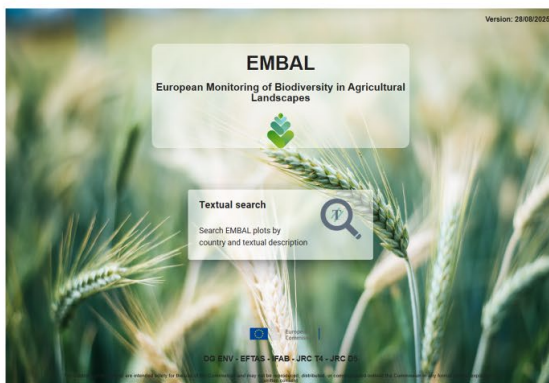 Version: 28/08/2025
EMBAL
European Monitoring of Biodiversity in Agricultural
Landscapes
Textual search
Search EMBAL plots by
country and textual description
European
Commission
DG ENV - EFTAS - IFAB - JRC T4 - JRC D5